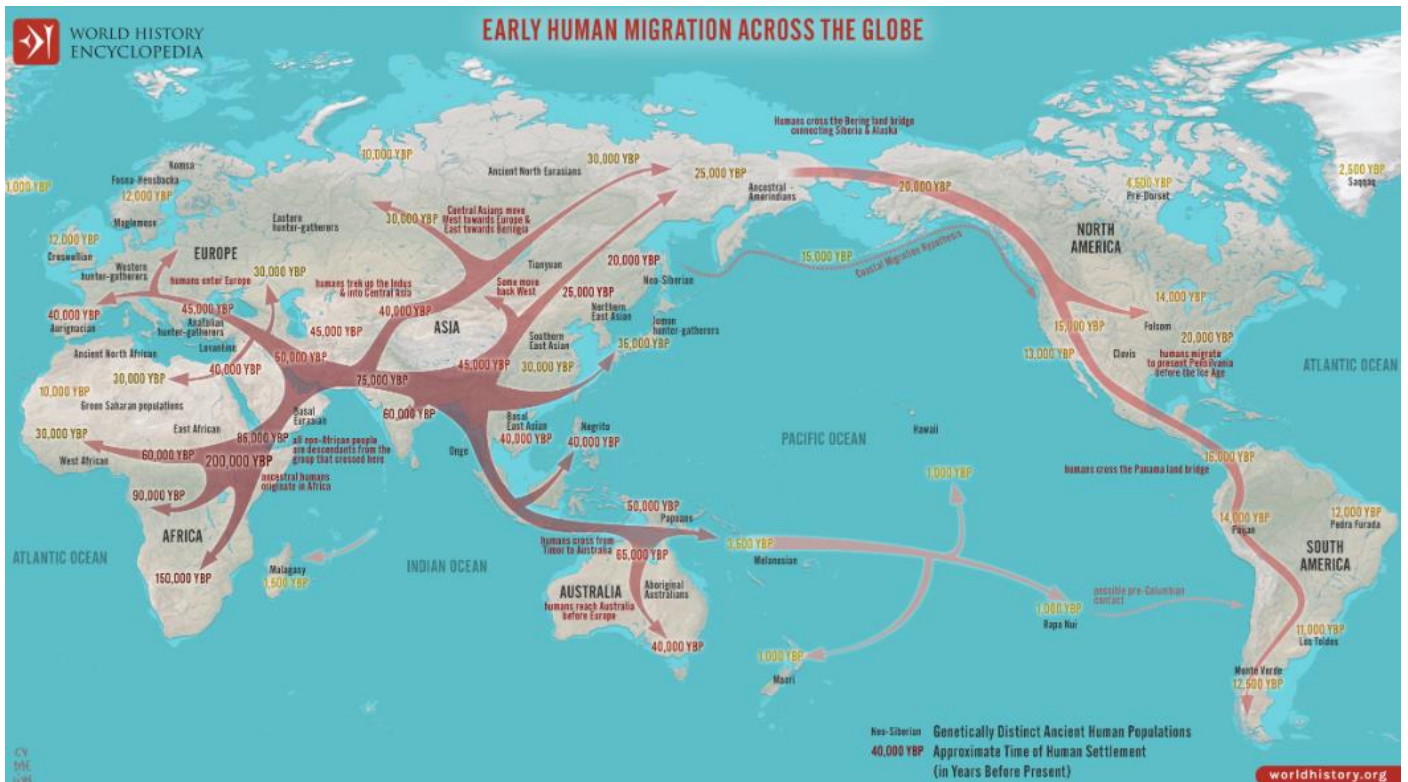 WORLD HISTORY
ENCYCLOPEDIA
EARLY HUMAN MIGRATION ACROSS THE GLOBE
Humans cross the Bering land bridge
connecting Siberia & Alaska
10,000 YBP
Komsa
Fosna-Hensbacka
12,000 YBP
1,000 YBP
Maglemose
Ancient North Eurasians
30,000 YBP
25,000 YBP
Ancestral
Amerindians
20,000 YBP
4,500 YBP
Pre-Dorset
2,500 YBP
Saqqaq
NORTH
AMERICA
12,000 YBP
Creswellian
EUROPE
Eastern
hunter-gatherers
30,000 YBP
Central Asians move
West towards Europe &
East towards Beringia
Western
hunter-gatherers
humans enter Europe
30,000 YBP
humans trek up the Indus
& into Central Asia
Tianyuan
20,000 YBP
Neo-Siberian
15,000 YBP
Coastal Migration Hypothesis
40,000 YBP
Aurignacian
45,000 YBP
Anatolian
hunter-gatherers
Levantine
45,000 YBP
40,000 YBP
ASIA
Some move
back West
25,000 YBP
Northern
East Asian
Jomon
hunter-gatherers
35,000 YBP
Southern
East Asian
30,000 YBP
14,000 YBP
Folsom
15,000 YBP
13,000 YBP
Clovis
20,000 YBP
humans migrate
to present Penslvania
before the Ice Age
ATLANTIC OCEAN
Ancient North African
30,000 YBP
40,000 YBP
50,000 YBP
75,000 YBP
45,000 YBP
60,000 YBP
10,000 YBP
Green Saharan populations
30,000 YBP
East African
West African
60,000 YBP
Basal
Eurasian
85,000 YBP
200,000 YBP
all non-African people
are descendants from the
group that crossed here
ancestral humans
originate in Africa
90,000 YBP
AFRICA
150,000 YBP
Onge
Basal
East Asian
40,000 YBP
Negrito
40,000 YBP
PACIFIC OCEAN
Hawaii
1,000 YBP
humans cross the Panama land bridge
16,000 YBP
14,000 YBP
12,000 YBP
Pedra Furada
SOUTH
AMERICA
ATLANTIC OCEAN
INDIAN OCEAN
Malagasy
1,500 YBP
50,000 YBP
Papuans
humans cross from
Timor to Australia
65,000 YBP
3,500 YBP
Melanesian
AUSTRALIA
humans reach Australia
before Europe
Aboriginal
Australians
40,000 YBP
1,000 YBP
Maori
1,000 YBP
Rapa Nui
possible pre-Columbian
contact
11,000 YBP
Los Toldos
Monte Verde
12,500 YBP
Neo-Siberian Genetically Distinct Ancient Human Populations
40,000 YBP Approximate Time of Human Settlement
(in Years Before Present)
worldhistory.org